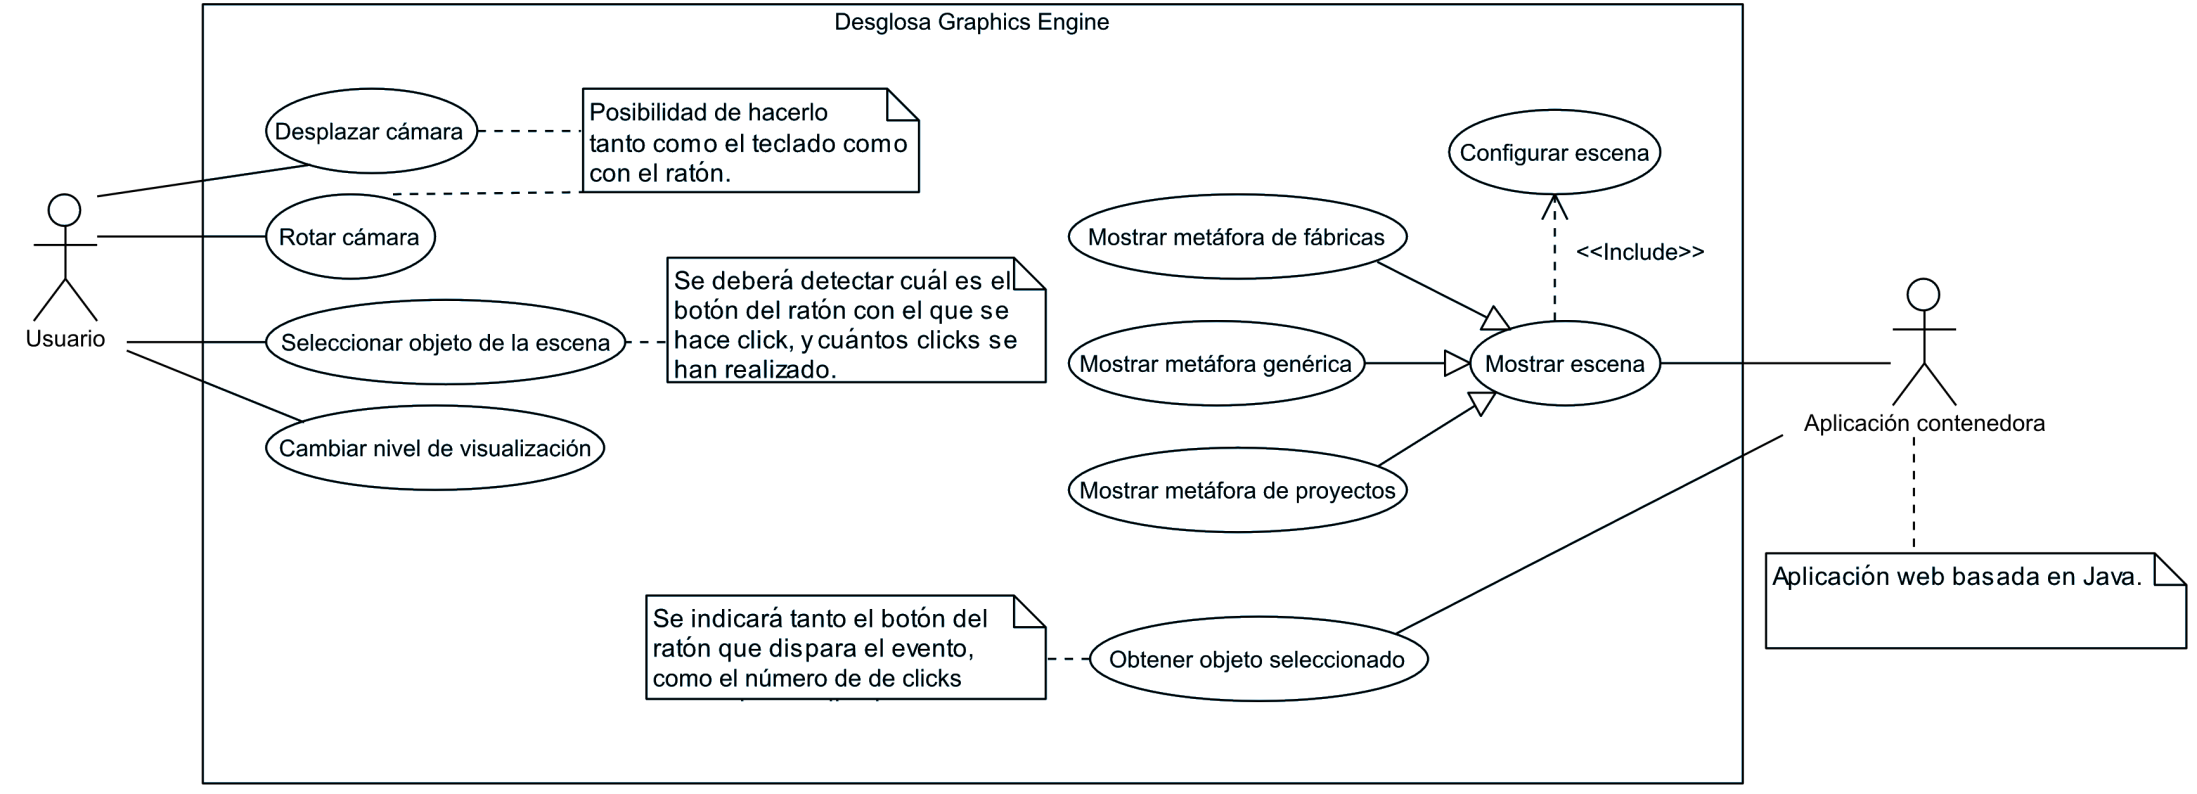 Desglosa Graphics Engine
Desplazar cámara
Posibilidad de hacerlo
tanto como el teclado como
con el ratón.
Configurar escena
Rotar cámara
Mostrar metáfora de fábricas
<<Include>>
Usuario
Se deberá detectar cuál es el
botón del ratón con el que se
hace click, y cuántos clicks se
han realizado.
Seleccionar objeto de la escena
Mostrar metáfora genérica
Mostrar escena
Aplicación contenedora
Cambiar nivel de visualización
Mostrar metáfora de proyectos
Aplicación web basada en Java.
Se indicará tanto el botón del
ratón que dispara el evento,
como el número de de clicks
Obtener objeto seleccionado